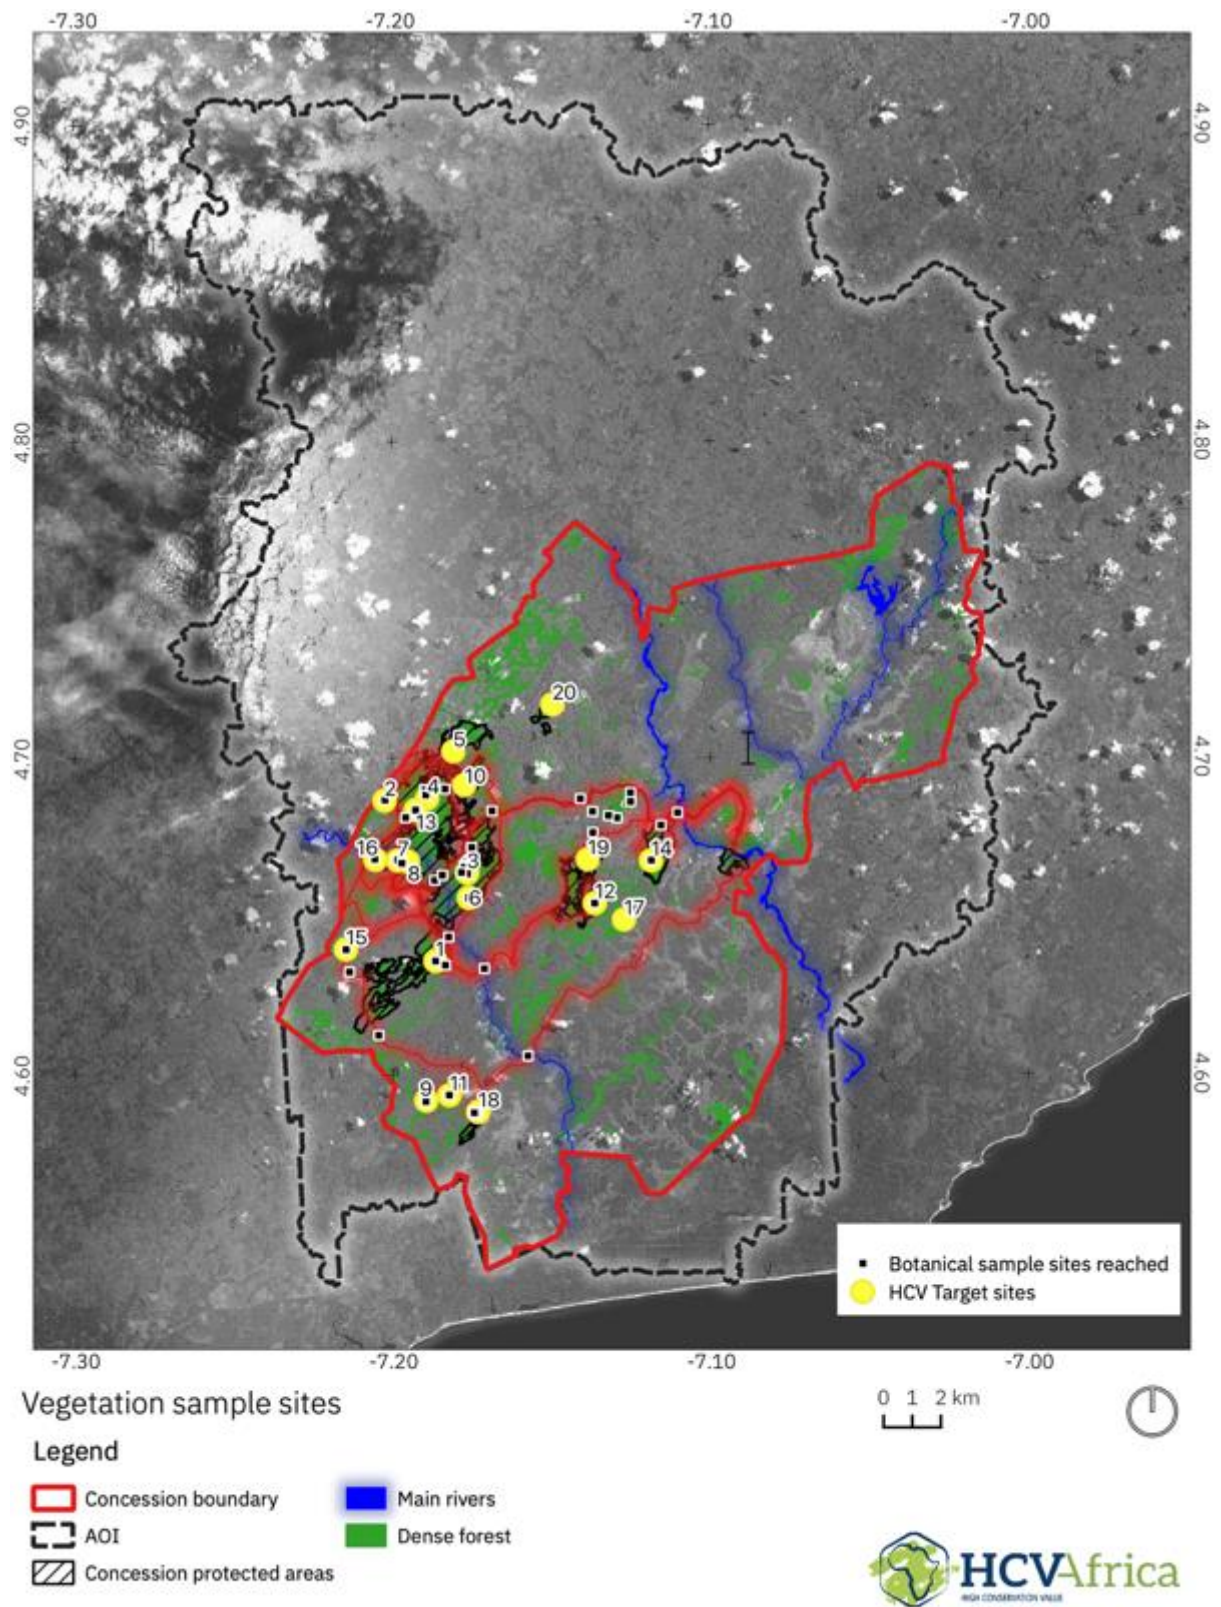 -7.30 -7.20 -7.10 -7.00
4.90 4.90
4.80 4.80
20
5
4.70 4.70
10
2 4
13
16 7 19 14
8 3
6 12
17
15
1
4.60 4.60
9 11
18
Botanical sample sites reached
HCV Target sites
-7.30 -7.20 -7.10 -7.00
Vegetation sample sites
0 1 2 km
Legend
Concession boundary
Main rivers
AOI
Dense forest
Concession protected areas
HCVAfrica
HIGH CONSERVATION VALUE